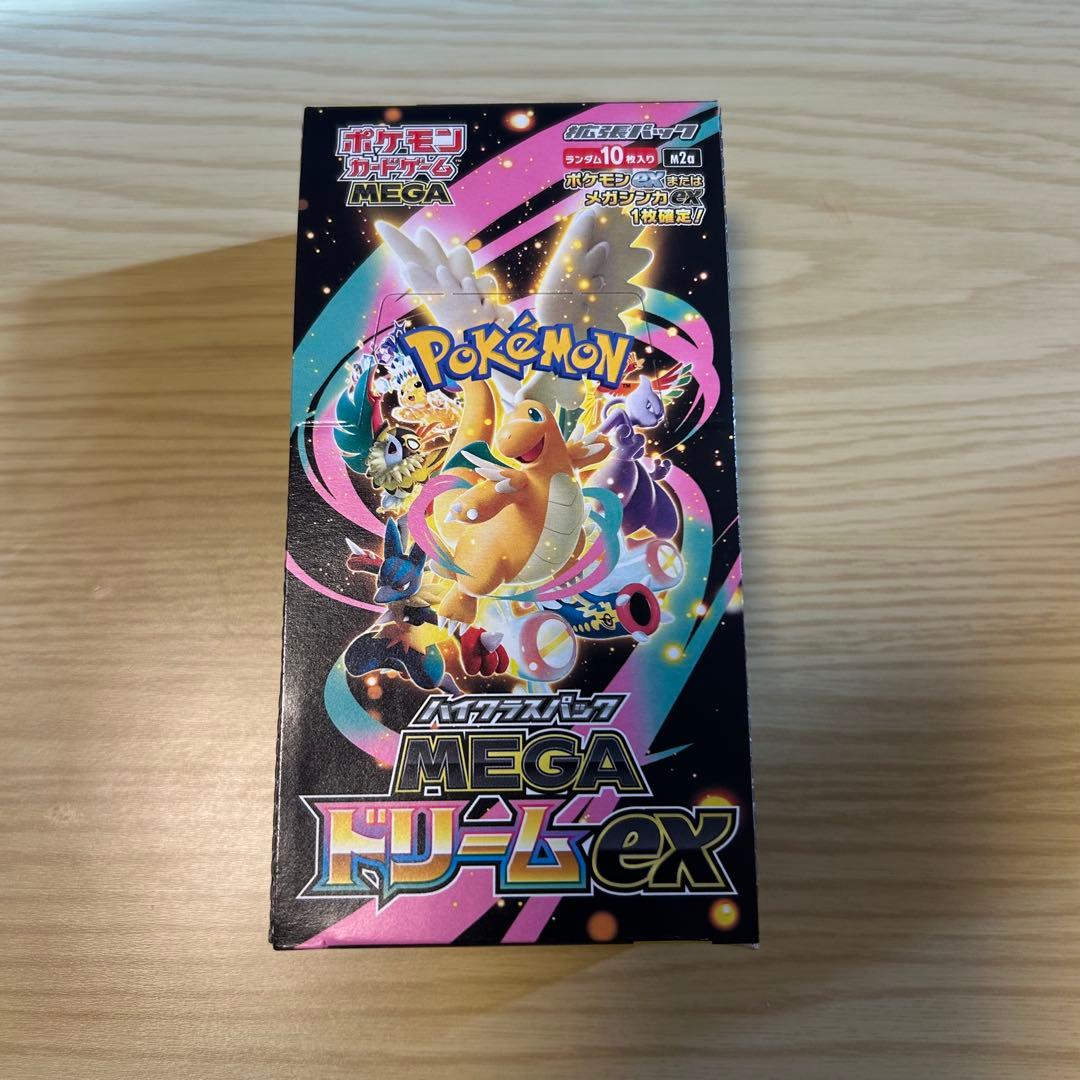 ポケモン
カードゲーム
MEGA
拡張パック
ランダム10枚入り M2a
ポケモンexまたは
メガシンカex
1枚確定!
POKéMON
TM
ハイクラスパック
MEGA
ドリームex